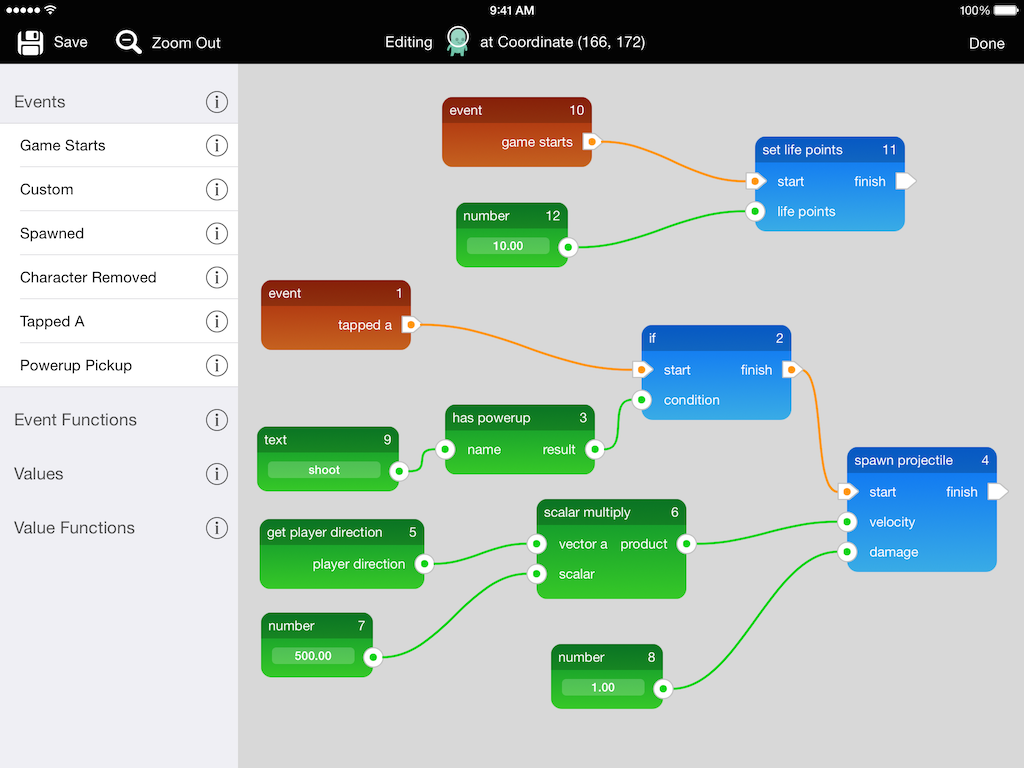 9:41 AM
100%
Save
Zoom Out
Editing at Coordinate (166, 172)
Done
Events
Game Starts
Custom
Spawned
Character Removed
Tapped A
Powerup Pickup
Event Functions
Values
Value Functions
event 10
game starts
set life points 11
start finish
life points
number 12
10.00
event 1
tapped a
if 2
start finish
condition
has powerup 3
name result
text 9
shoot
spawn projectile 4
start finish
velocity
damage
get player direction 5
player direction
scalar multiply 6
vector a product
scalar
number 7
500.00
number 8
1.00